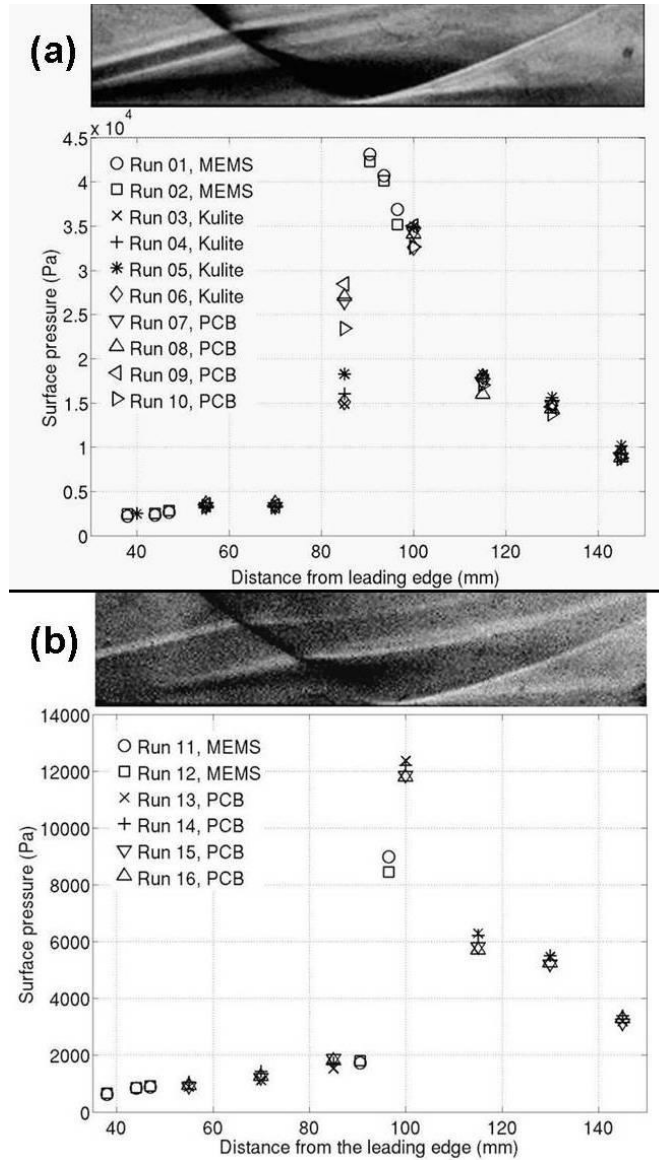 (a)
x 10^4
4.5
4
3.5
3
2.5
2
1.5
1
0.5
0
Surface pressure (Pa)
Run 01, MEMS
Run 02, MEMS
Run 03, Kulite
Run 04, Kulite
Run 05, Kulite
Run 06, Kulite
Run 07, PCB
Run 08, PCB
Run 09, PCB
Run 10, PCB
40 60 80 100 120 140
Distance from leading edge (mm)
(b)
14000
12000
10000
8000
6000
4000
2000
0
Surface pressure (Pa)
Run 11, MEMS
Run 12, MEMS
Run 13, PCB
Run 14, PCB
Run 15, PCB
Run 16, PCB
40 60 80 100 120 140
Distance from the leading edge (mm)